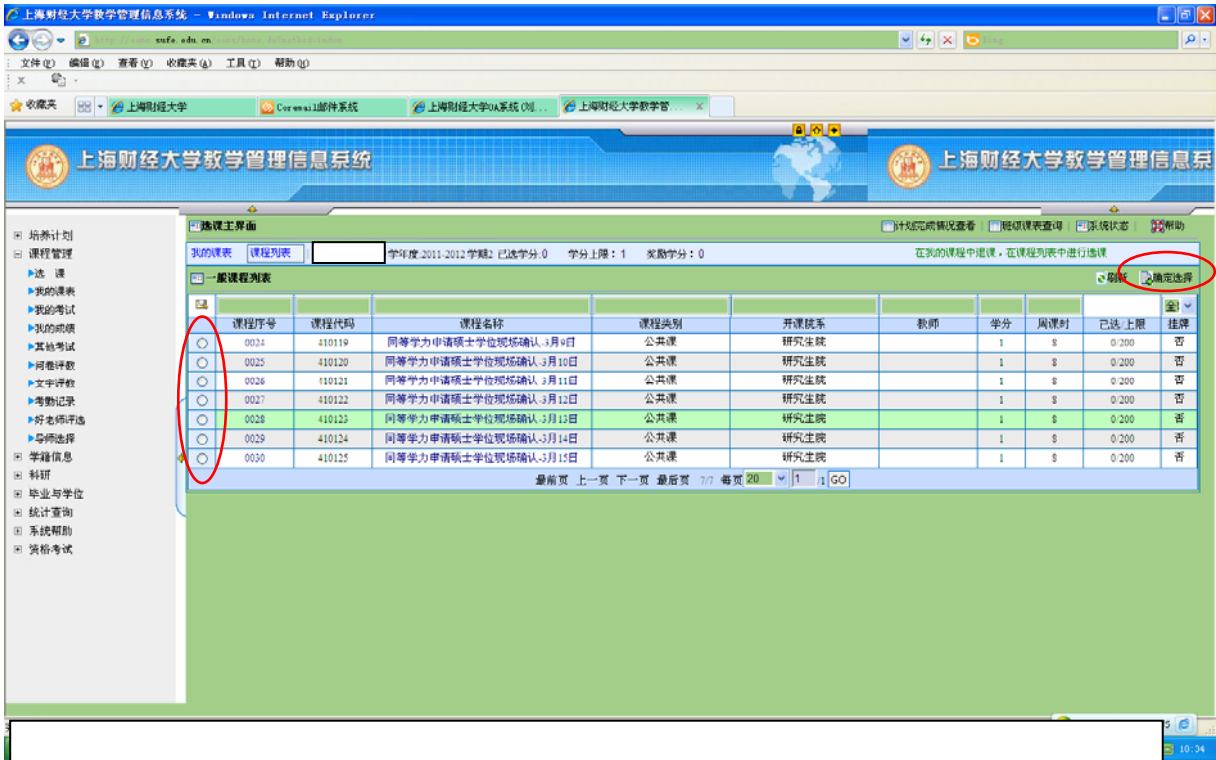 上海财经大学教学管理信息系统 - Windows Internet Explorer
文件(F) 编辑(E) 查看(V) 收藏夹(A) 工具(T) 帮助(H)
x
收藏夹 上海财经大学 Coremail邮件系统 上海财经大学OA系统(刘... 上海财经大学教学管... x
上海财经大学教学管理信息系统 上海财经大学教学管理信息系
选课主界面 计划完成情况查看 班级课表查询 系统状态 帮助
我的课表 课程列表 学年度:2011-2012 学期:2 已选学分:0 学分上限:1 奖励学分:0 在我的课程中退课,在课程列表中进行选课
一般课程列表 刷新 确定选择
全
课程序号 课程代码 课程名称 课程类别 开课院系 教师 学分 周课时 已选/上限 挂牌
0024 410119 同等学力申请硕士学位现场确认-3月9日 公共课 研究生院 1 8 0/200 否
0025 410120 同等学力申请硕士学位现场确认-3月10日 公共课 研究生院 1 8 0/200 否
0026 410121 同等学力申请硕士学位现场确认-3月11日 公共课 研究生院 1 8 0/200 否
0027 410122 同等学力申请硕士学位现场确认-3月12日 公共课 研究生院 1 8 0/200 否
0028 410123 同等学力申请硕士学位现场确认-3月13日 公共课 研究生院 1 8 0/200 否
0029 410124 同等学力申请硕士学位现场确认-3月14日 公共课 研究生院 1 8 0/200 否
0030 410125 同等学力申请硕士学位现场确认-3月15日 公共课 研究生院 1 8 0/200 否
最前页 上一页 下一页 最后页 7/7 每页 20 1 /1 GO
培养计划
课程管理
选 课
我的课表
我的考试
我的成绩
其他考试
问卷评教
文字评教
考勤记录
好老师评选
导师选择
学籍信息
科研
毕业与学位
统计查询
系统帮助
资格考试
10:34